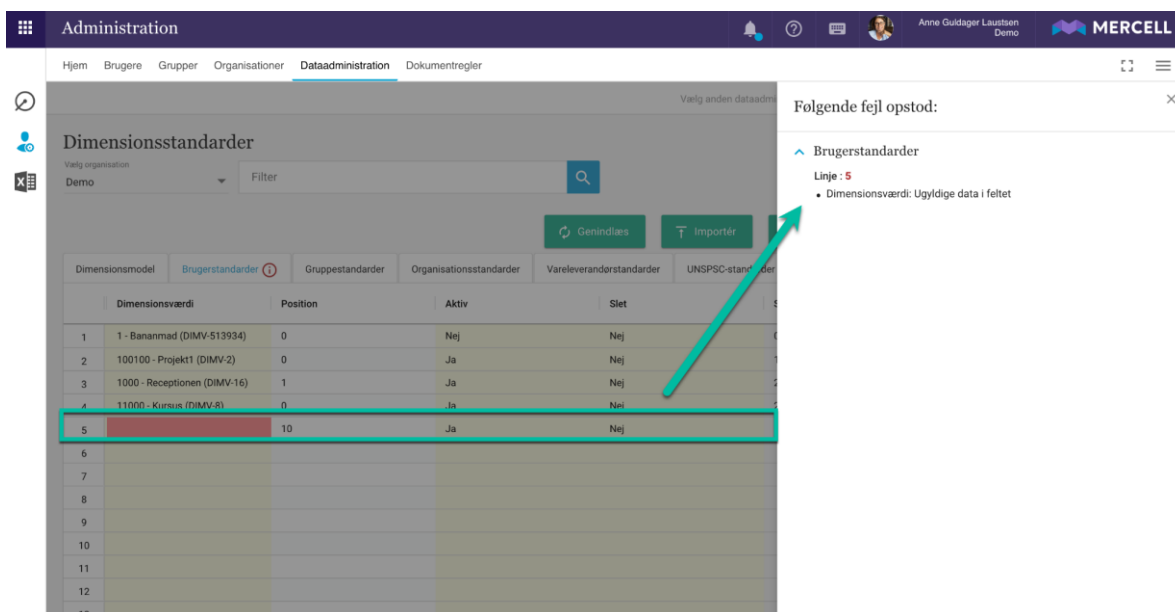 Administration
Anne Guldager Laustsen
Demo
MERCELL
Hjem Brugere Grupper Organisationer Dataadministration Dokumentregler
Vælg anden dataadmi
Dimensionsstandarder
Vælg organisation
Demo
Filter
Genindlæs
Importér
Dimensionsmodel Brugerstandarder Gruppestandarder Organisationsstandarder Vareleverandørstandarder UNSPSC-standarder
Dimensionsværdi Position Aktiv Slet
1 1 - Bananmad (DIMV-513934) 0 Nej Nej
2 100100 - Projekt1 (DIMV-2) 0 Ja Nej
3 1000 - Receptionen (DIMV-16) 1 Ja Nej
4 11000 - Kursus (DIMV-8) 0 Ja Nej
5 10 Ja Nej
6
7
8
9
10
11
12
Følgende fejl opstod:
Brugerstandarder
Linje : 5
• Dimensionsværdi: Ugyldige data i feltet